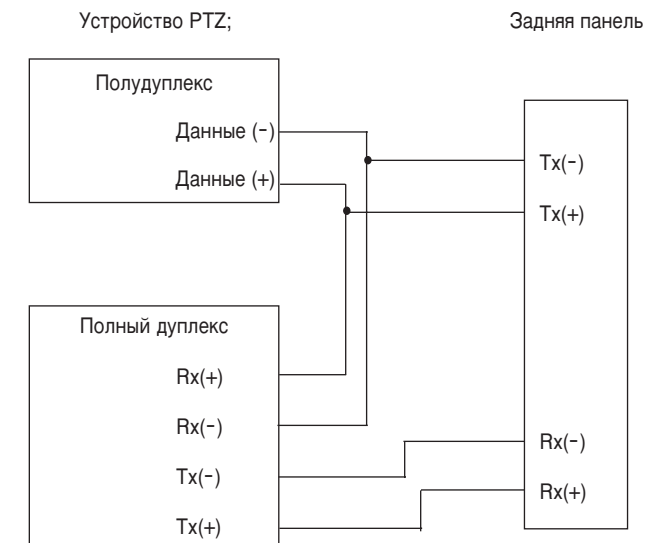 Устройство PTZ;
Задняя панель
Полудуплекс
Данные (-)
Данные (+)
Tx(-)
Tx(+)
Полный дуплекс
Rx(+)
Rx(-)
Tx(-)
Tx(+)
Rx(-)
Rx(+)